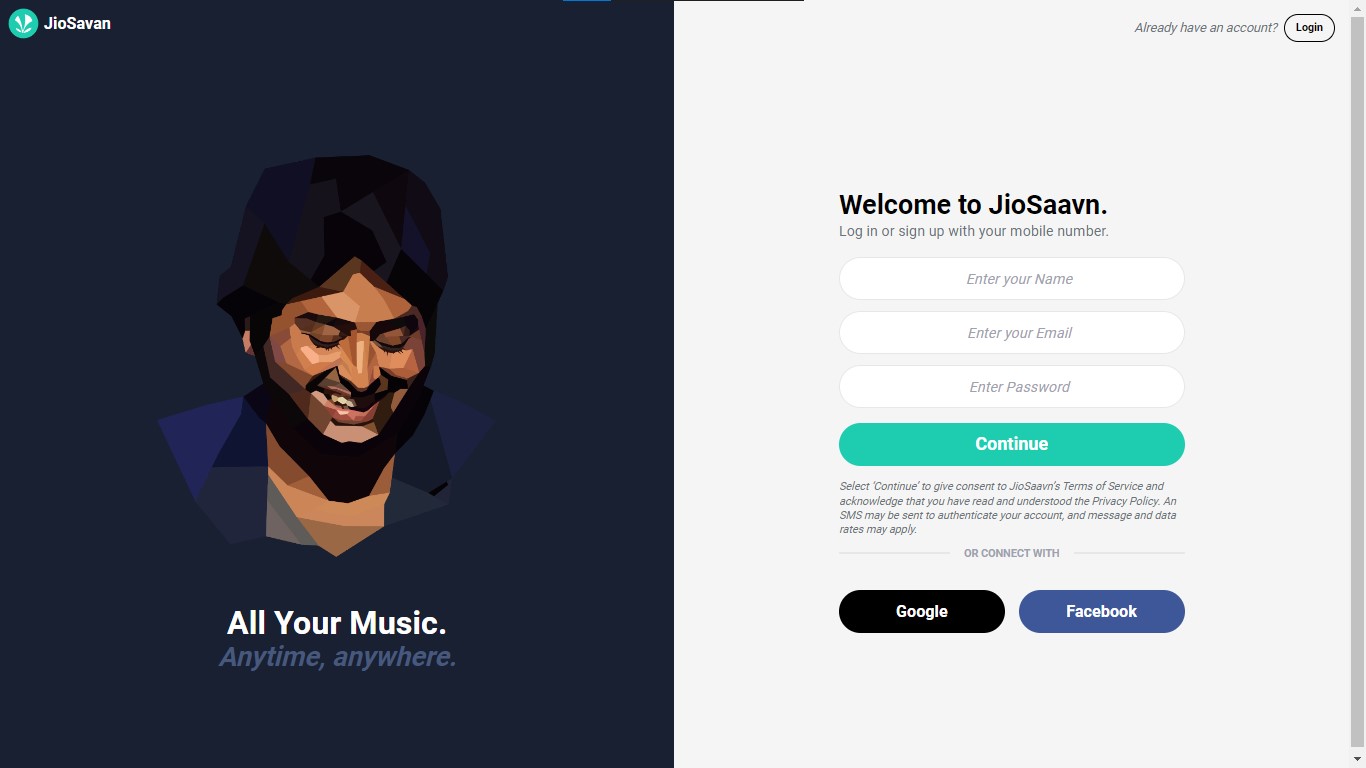 JioSavan
Already have an account?
Login
Welcome to JioSaavn.
Log in or sign up with your mobile number.
Enter your Name
Enter your Email
Enter Password
Continue
Select 'Continue' to give consent to JioSaavn's Terms of Service and
acknowledge that you have read and understood the Privacy Policy. An
SMS may be sent to authenticate your account, and message and data
rates may apply.
OR CONNECT WITH
Google
Facebook
All Your Music.
Anytime, anywhere.